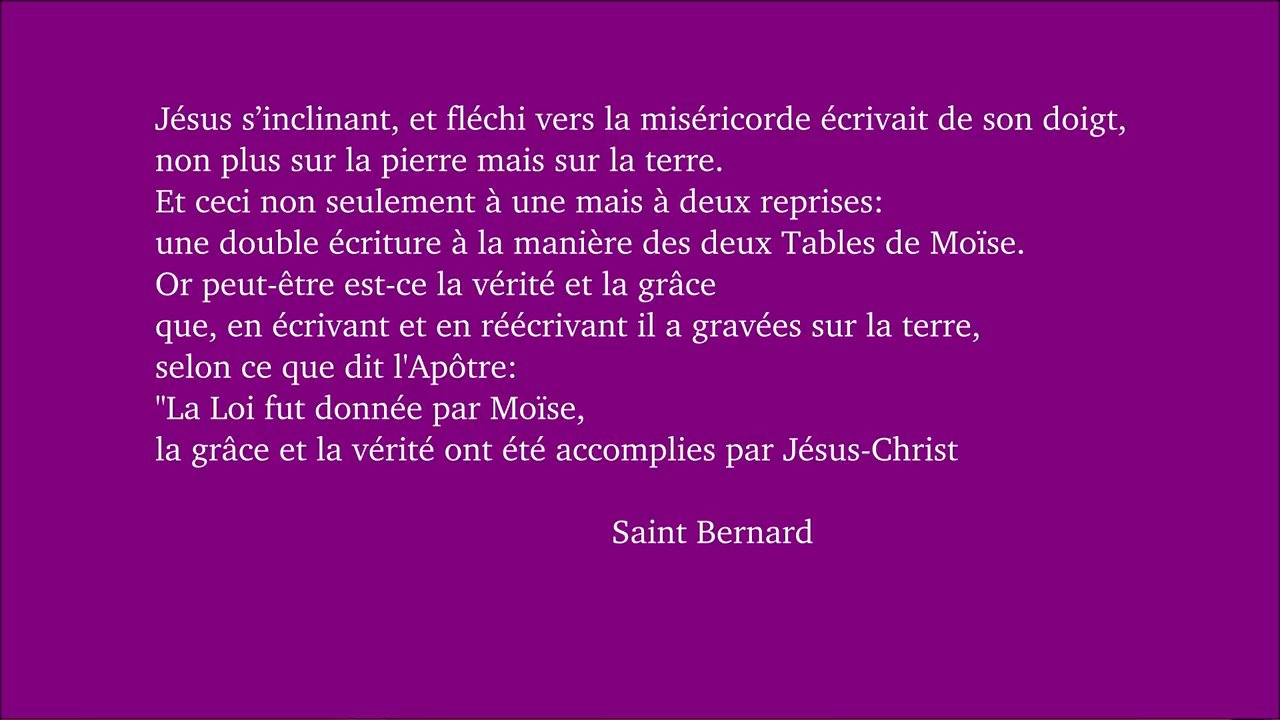 Jésus s’inclinant, et fléchi vers la miséricorde écrivait de son doigt,
non plus sur la pierre mais sur la terre.
Et ceci non seulement à une mais à deux reprises:
une double écriture à la manière des deux Tables de Moïse.
Or peut-être est-ce la vérité et la grâce
que, en écrivant et en réécrivant il a gravées sur la terre,
selon ce que dit l'Apôtre:
"La Loi fut donnée par Moïse,
la grâce et la vérité ont été accomplies par Jésus-Christ
Saint Bernard